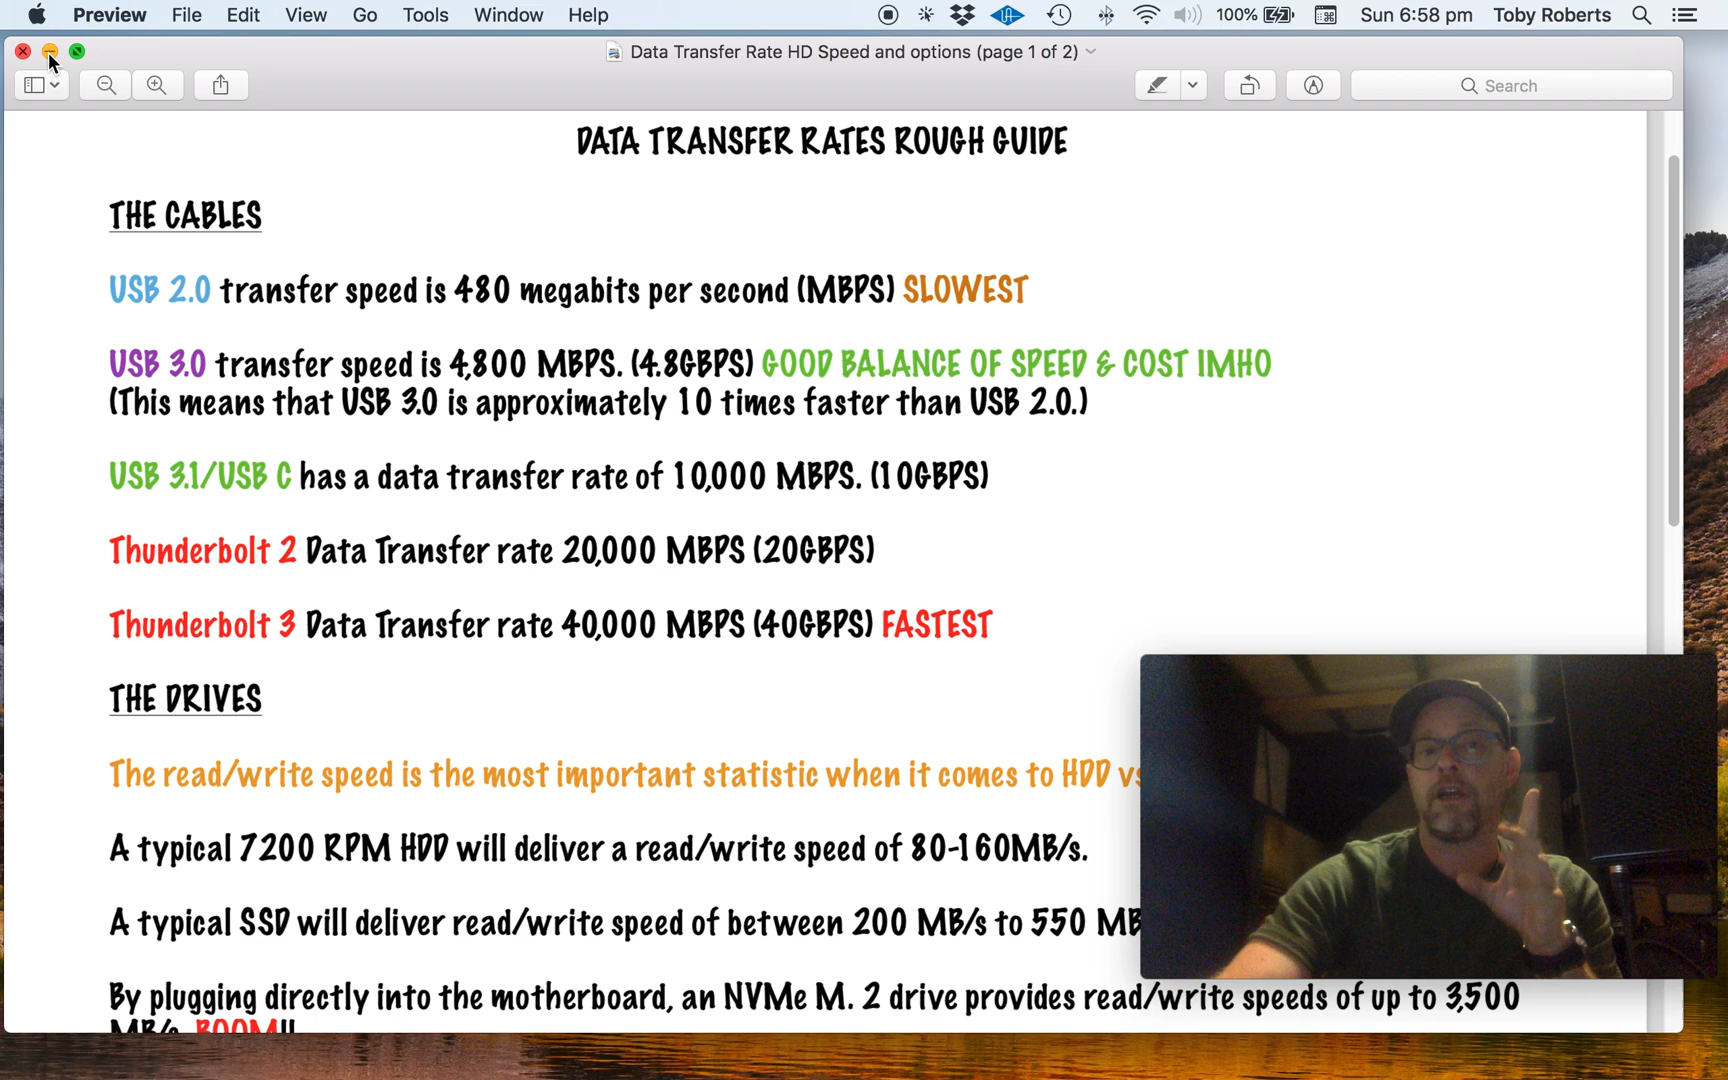 Preview File Edit View Go Tools Window Help 100% Sun 6:58 pm Toby Roberts
Data Transfer Rate HD Speed and options (page 1 of 2)
Search
DATA TRANSFER RATES ROUGH GUIDE
THE CABLES
USB 2.0 transfer speed is 480 megabits per second (MBPS) SLOWEST
USB 3.0 transfer speed is 4,800 MBPS. (4.8GBPS) GOOD BALANCE OF SPEED & COST IMHO
(This means that USB 3.0 is approximately 10 times faster than USB 2.0.)
USB 3.1/USB C has a data transfer rate of 10,000 MBPS. (10GBPS)
Thunderbolt 2 Data Transfer rate 20,000 MBPS (20GBPS)
Thunderbolt 3 Data Transfer rate 40,000 MBPS (40GBPS) FASTEST
THE DRIVES
The read/write speed is the most important statistic when it comes to HDD vs
A typical 7200 RPM HDD will deliver a read/write speed of 80-160MB/s.
A typical SSD will deliver read/write speed of between 200 MB/s to 550 MB
By plugging directly into the motherboard, an NVMe M. 2 drive provides read/write speeds of up to 3,500
MB/s. BOOM!!